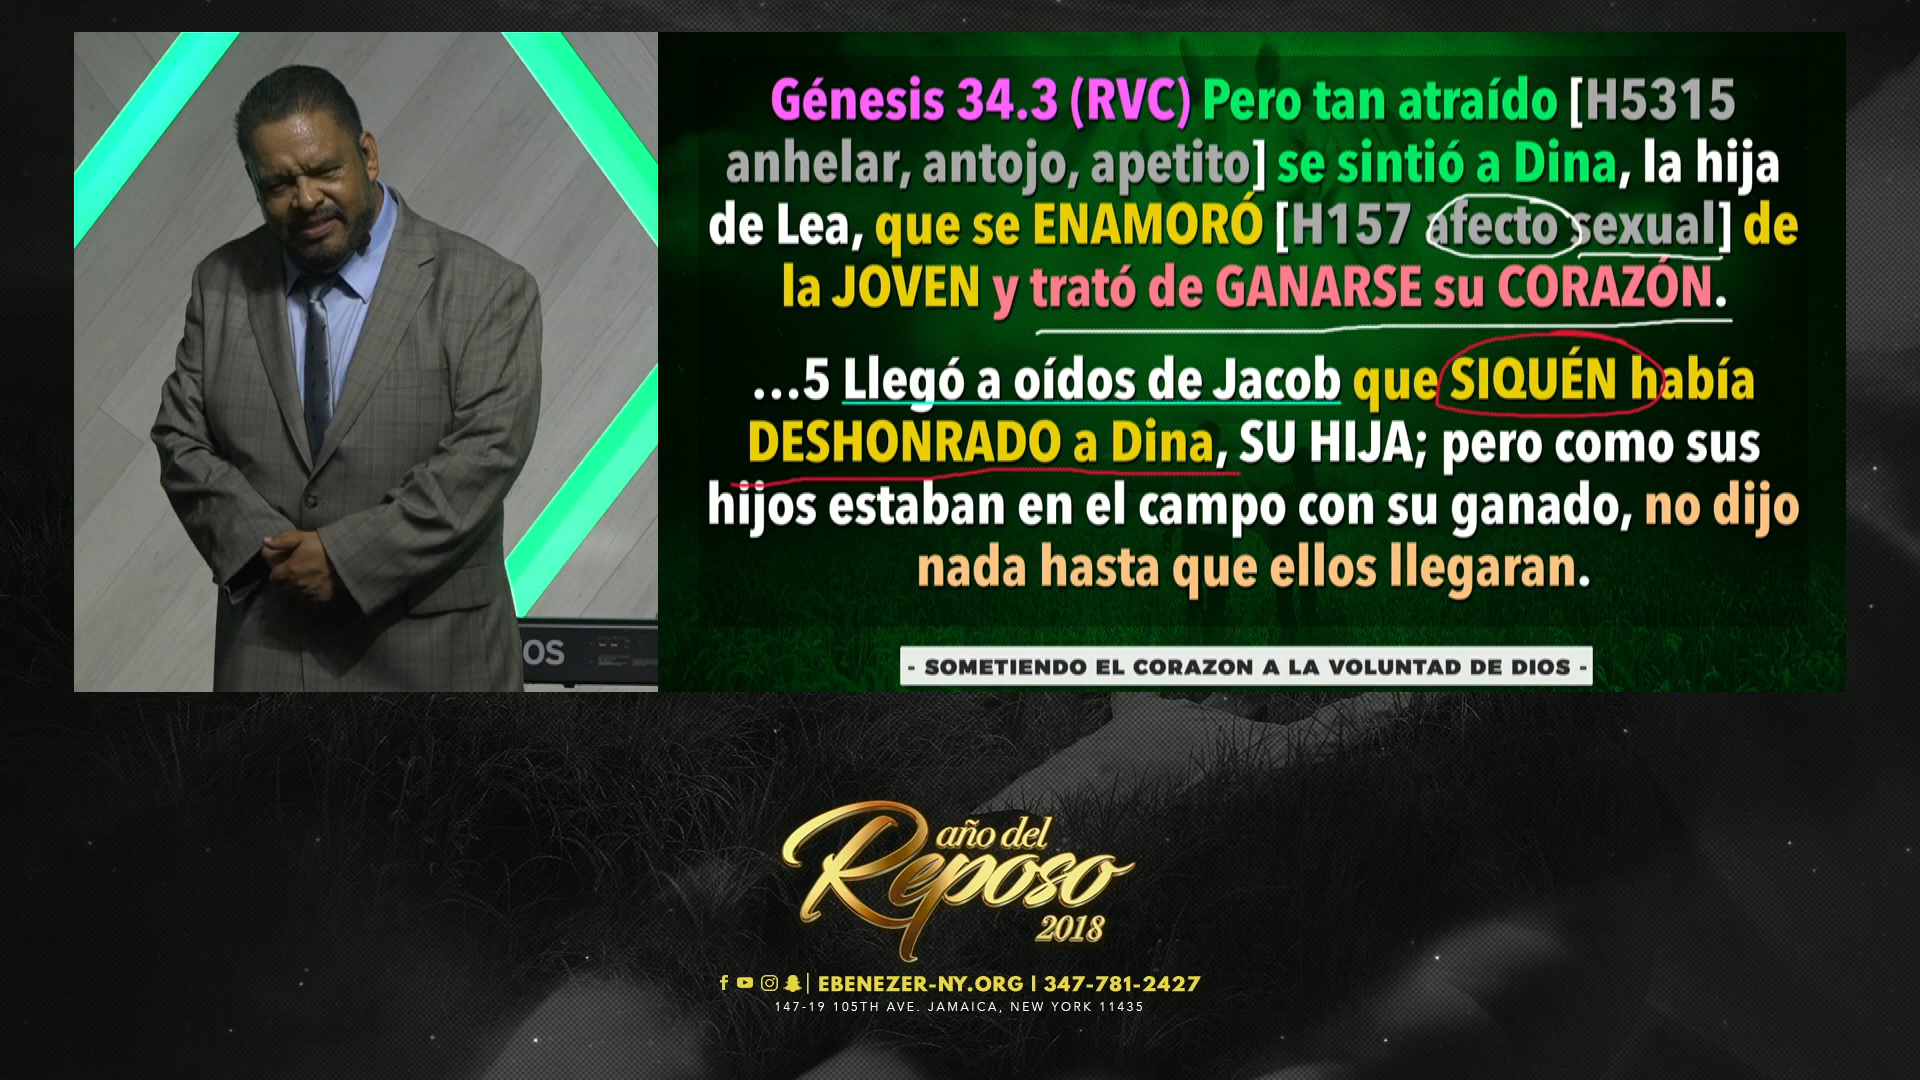 Génesis 34.3 (RVC) Pero tan atraído [H5315
anhelar, antojo, apetito] se sintió a Dina, la hija
de Lea, que se ENAMORÓ [H157 afecto sexual] de
la JOVEN y trató de GANARSE su CORAZÓN.
...5 Llegó a oídos de Jacob que SIQUÉN había
DESHONRADO a Dina, SU HIJA; pero como sus
hijos estaban en el campo con su ganado, no dijo
nada hasta que ellos llegaran.
- SOMETIENDO EL CORAZON A LA VOLUNTAD DE DIOS -
OS
año del
Reposo
2018
| EBENEZER-NY.ORG | 347-781-2427
147-19 105TH AVE. JAMAICA, NEW YORK 11435